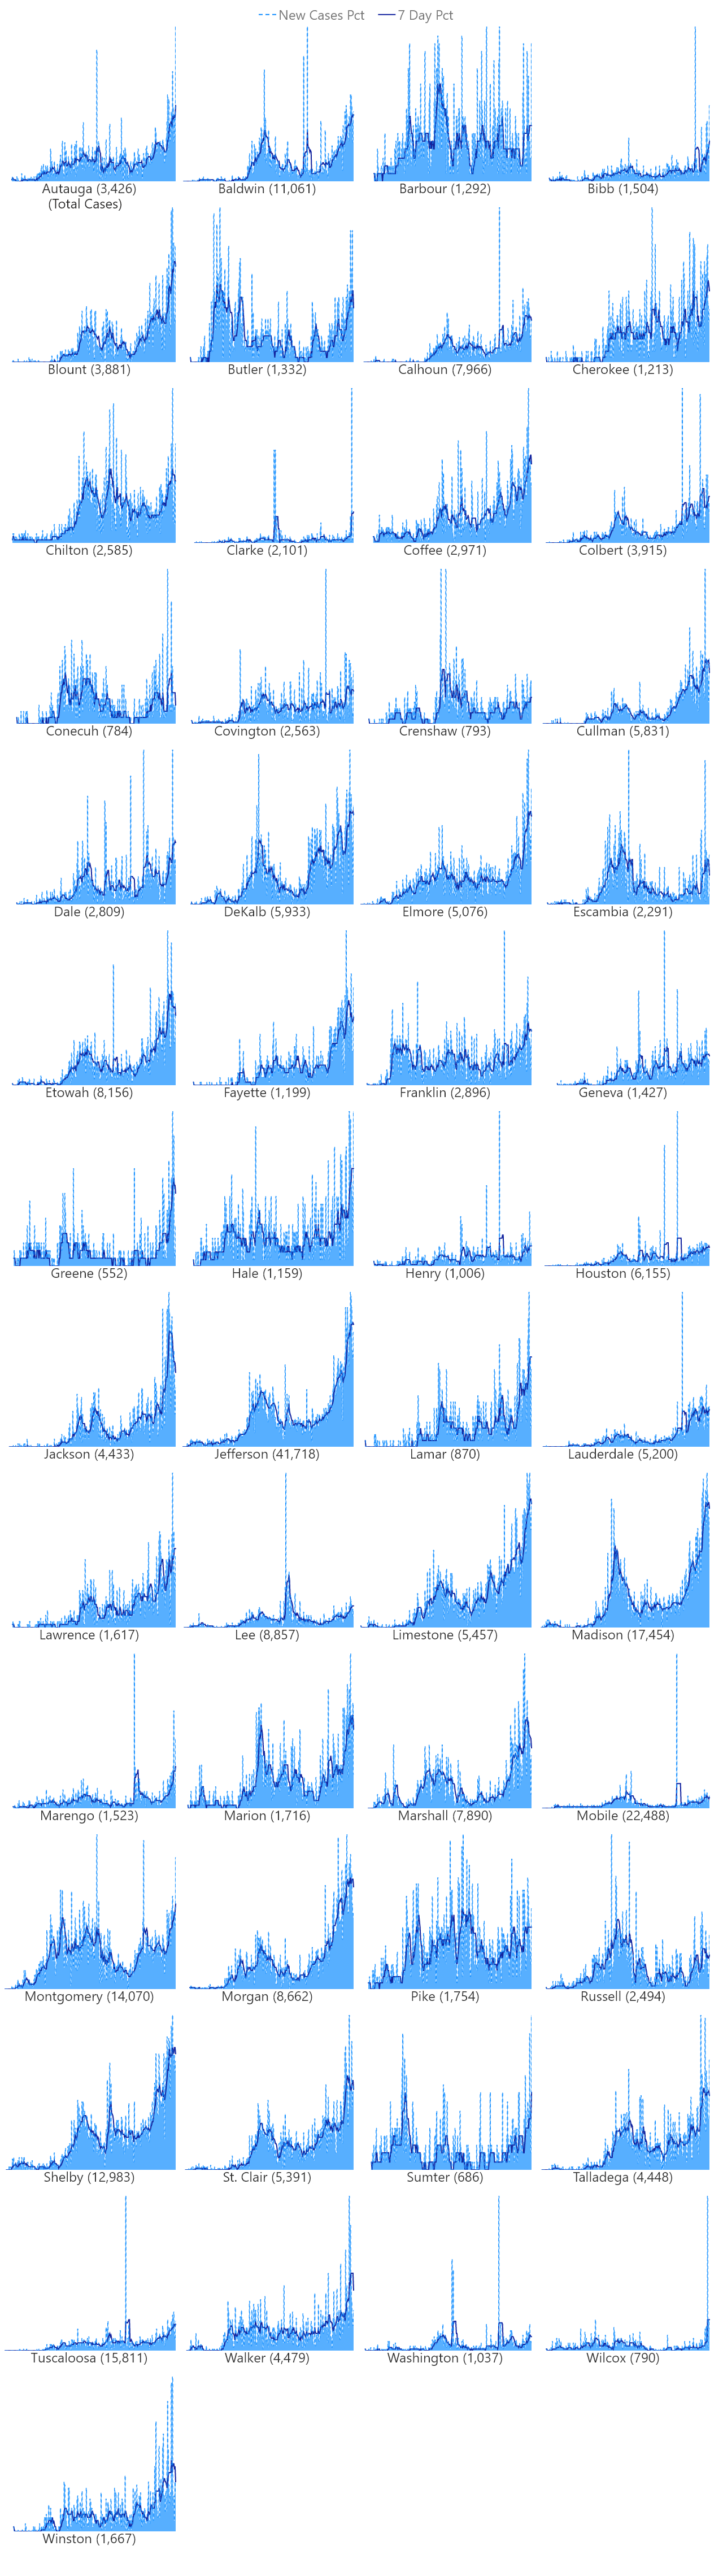 New Cases Pct 7 Day Pct
Autauga (3,426) Baldwin (11,061) Barbour (1,292) Bibb (1,504)
(Total Cases)
Blount (3,881) Butler (1,332) Calhoun (7,966) Cherokee (1,213)
Chilton (2,585) Clarke (2,101) Coffee (2,971) Colbert (3,915)
Conecuh (784) Covington (2,563) Crenshaw (793) Cullman (5,831)
Dale (2,809) DeKalb (5,933) Elmore (5,076) Escambia (2,291)
Etowah (8,156) Fayette (1,199) Franklin (2,896) Geneva (1,427)
Greene (552) Hale (1,159) Henry (1,006) Houston (6,155)
Jackson (4,433) Jefferson (41,718) Lamar (870) Lauderdale (5,200)
Lawrence (1,617) Lee (8,857) Limestone (5,457) Madison (17,454)
Marengo (1,523) Marion (1,716) Marshall (7,890) Mobile (22,488)
Montgomery (14,070) Morgan (8,662) Pike (1,754) Russell (2,494)
Shelby (12,983) St. Clair (5,391) Sumter (686) Talladega (4,448)
Tuscaloosa (15,811) Walker (4,479) Washington (1,037) Wilcox (790)
Winston (1,667)